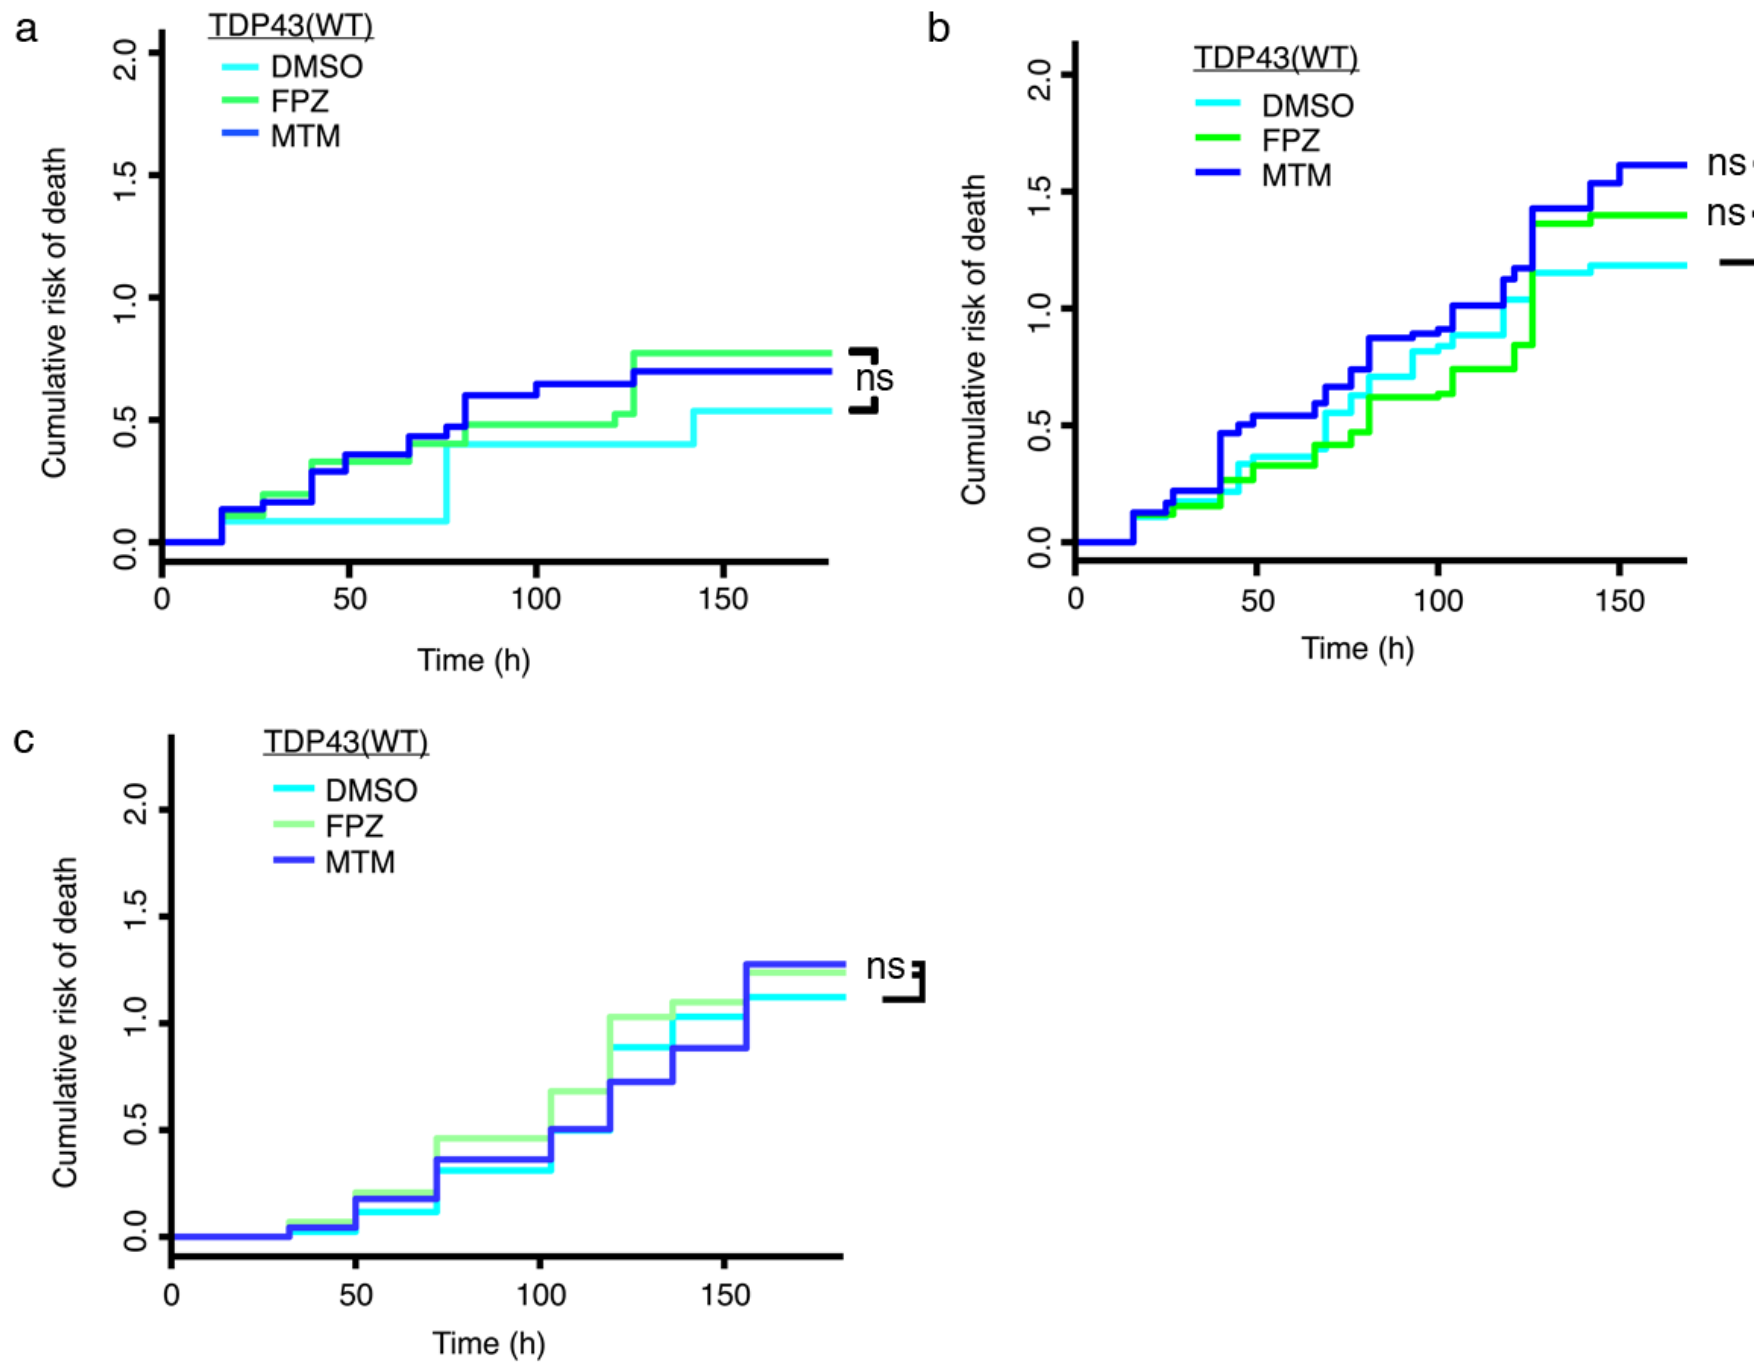 a
TDP43(WT)
DMSO
FPZ
MTM
Cumulative risk of death
2.0
1.5
1.0
0.5
0.0
ns
0 50 100 150
Time (h)
b
TDP43(WT)
DMSO
FPZ
MTM
Cumulative risk of death
2.0
1.5
1.0
0.5
0.0
ns
ns
0 50 100 150
Time (h)
c
TDP43(WT)
DMSO
FPZ
MTM
Cumulative risk of death
2.0
1.5
1.0
0.5
0.0
ns
0 50 100 150
Time (h)